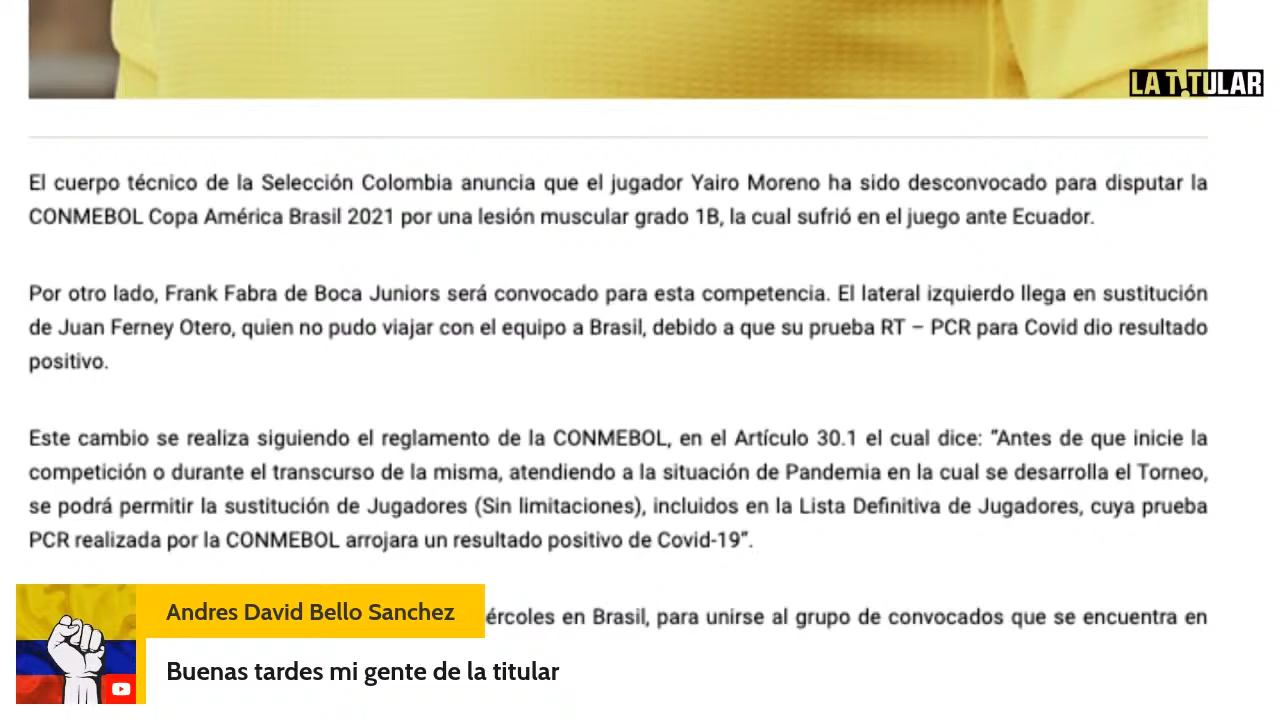 LA TITULAR
El cuerpo técnico de la Selección Colombia anuncia que el jugador Yairo Moreno ha sido desconvocado para disputar la
CONMEBOL Copa América Brasil 2021 por una lesión muscular grado 1B, la cual sufrió en el juego ante Ecuador.
Por otro lado, Frank Fabra de Boca Juniors será convocado para esta competencia. El lateral izquierdo llega en sustitución
de Juan Ferney Otero, quien no pudo viajar con el equipo a Brasil, debido a que su prueba RT – PCR para Covid dio resultado
positivo.
Este cambio se realiza siguiendo el reglamento de la CONMEBOL, en el Artículo 30.1 el cual dice: “Antes de que inicie la
competición o durante el transcurso de la misma, atendiendo a la situación de Pandemia en la cual se desarrolla el Torneo,
se podrá permitir la sustitución de Jugadores (Sin limitaciones), incluidos en la Lista Definitiva de Jugadores, cuya prueba
PCR realizada por la CONMEBOL arrojara un resultado positivo de Covid-19”.
ércoles en Brasil, para unirse al grupo de convocados que se encuentra en
Andres David Bello Sanchez
Buenas tardes mi gente de la titular